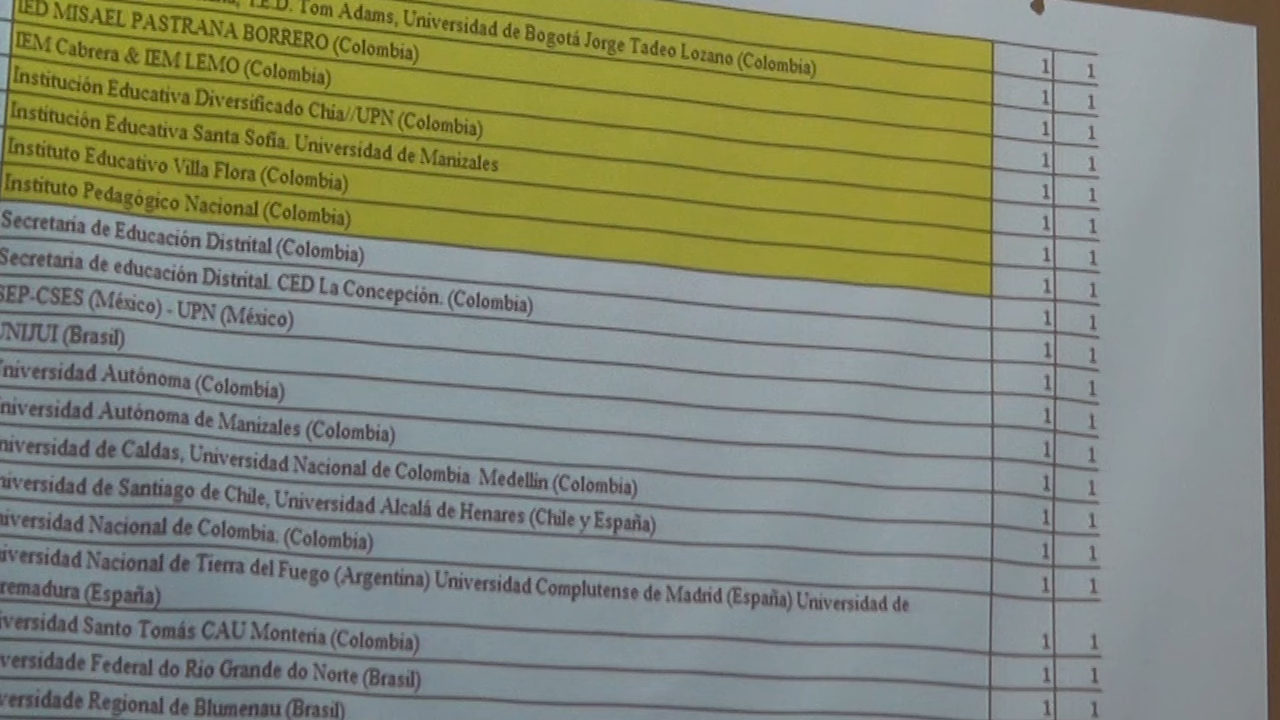 I.E.D. Tom Adams, Universidad de Bogotá Jorge Tadeo Lozano (Colombia) 1 1
IED MISAEL PASTRANA BORRERO (Colombia) 1 1
IEM Cabrera & IEM LEMO (Colombia) 1 1
Institución Educativa Diversificado Chia//UPN (Colombia) 1 1
Institución Educativa Santa Sofía. Universidad de Manizales 1 1
Instituto Educativo Villa Flora (Colombia) 1 1
Instituto Pedagógico Nacional (Colombia) 1 1
Secretaría de Educación Distrital (Colombia) 1 1
Secretaria de educación Distrital. CED La Concepción. (Colombia) 1 1
SEP-CSES (México) - UPN (México) 1 1
UNIJUI (Brasil) 1 1
niversidad Autónoma (Colombia) 1 1
niversidad Autónoma de Manizales (Colombia) 1 1
niversidad de Caldas, Universidad Nacional de Colombia Medellin (Colombia) 1 1
niversidad de Santiago de Chile, Universidad Alcalá de Henares (Chile y España) 1 1
iversidad Nacional de Colombia. (Colombia) 1 1
iversidad Nacional de Tierra del Fuego (Argentina) Universidad Complutense de Madrid (España) Universidad de
remadura (España) 1 1
iversidad Santo Tomás CAU Montería (Colombia) 1 1
versidade Federal do Rio Grande do Norte (Brasil) 1 1
versidade Regional de Blumenau (Brasil)